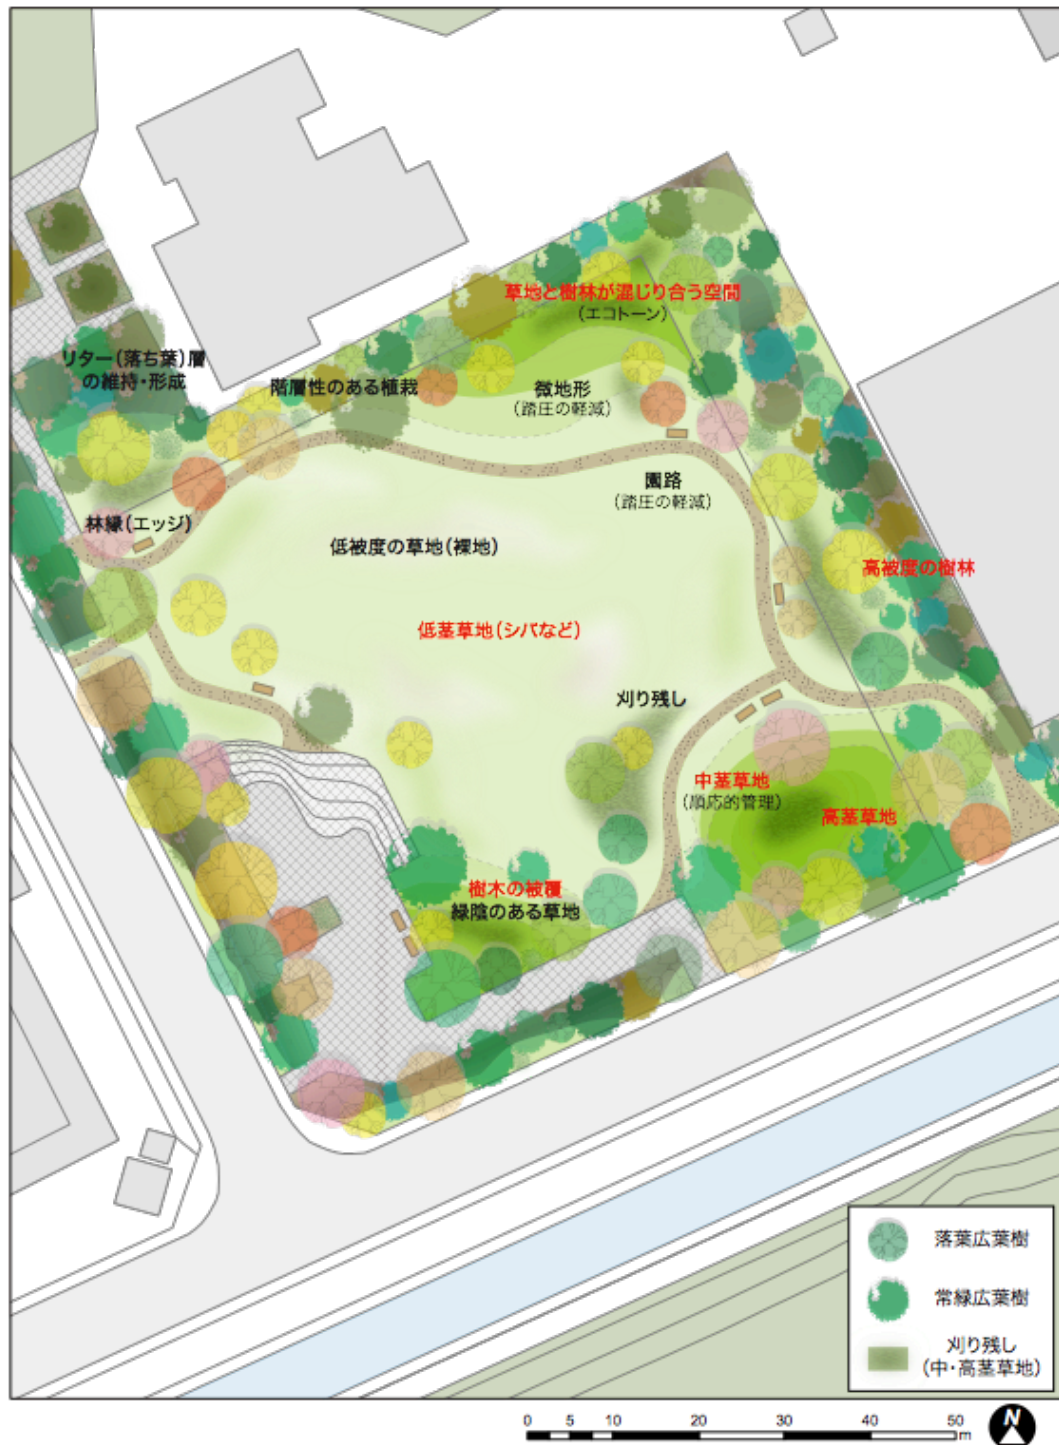 草地と樹林が混じり合う空間
(エコトーン)
リター(落ち葉)層
の維持・形成
階層性のある植栽
微地形
(踏圧の軽減)
園路
(踏圧の軽減)
林縁(エッジ)
低被度の草地(裸地)
高被度の樹林
低茎草地(シバなど)
刈り残し
中茎草地
(順応的管理)
高茎草地
樹木の被覆
緑陰のある草地
落葉広葉樹
常緑広葉樹
刈り残し
(中・高茎草地)
0 5 10 20 30 40 50
m
N